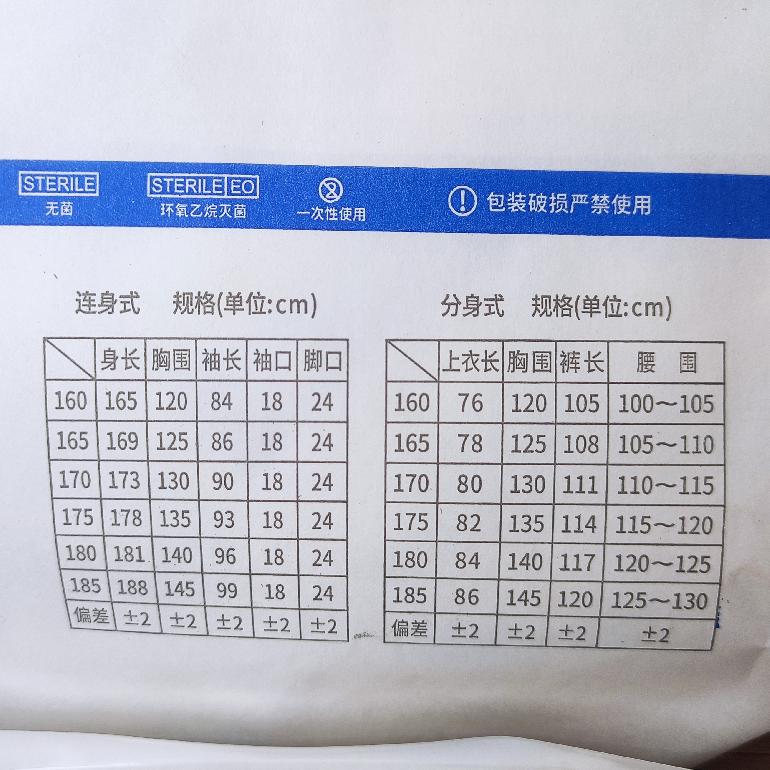 STERILE
无菌
STERILE EO
环氧乙烷灭菌
一次性使用
包装破损严禁使用
连身式 规格(单位:cm)
身长 胸围 袖长 袖口 脚口
160 165 120 84 18 24
165 169 125 86 18 24
170 173 130 90 18 24
175 178 135 93 18 24
180 181 140 96 18 24
185 188 145 99 18 24
偏差 ±2 ±2 ±2 ±2 ±2
分身式 规格(单位:cm)
上衣长 胸围 裤长 腰 围
160 76 120 105 100～105
165 78 125 108 105～110
170 80 130 111 110～115
175 82 135 114 115～120
180 84 140 117 120～125
185 86 145 120 125～130
偏差 ±2 ±2 ±2 ±2